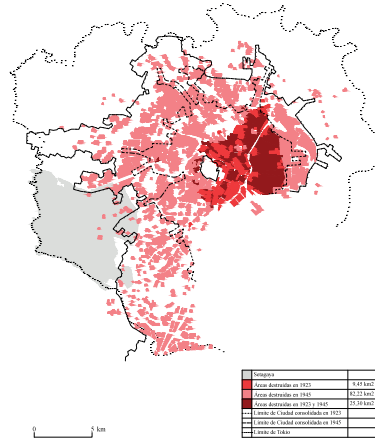 Setagaya
Áreas destruidas en 1923 9,45 km2
Áreas destruidas en 1945 82,22 km2
Áreas destruidas en 1923 y 1945 25,30 km2
Límite de Ciudad consolidada en 1923
Límite de Ciudad consolidada en 1945
Límite de Tokio
0 5 km